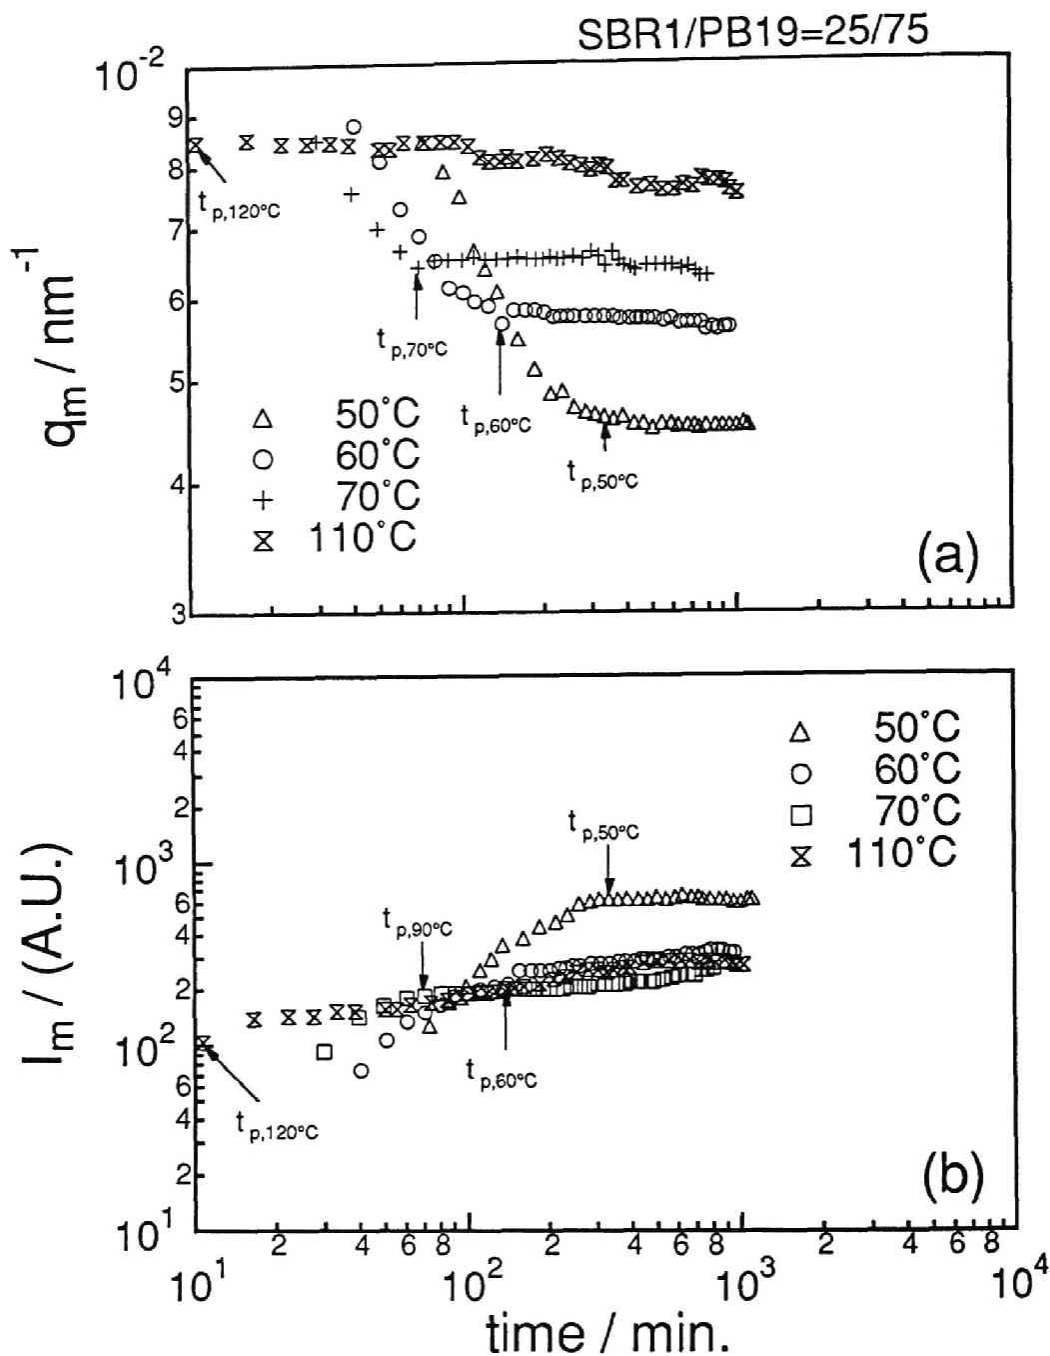 SBR1/PB19=25/75
10-2
9
8
7
6
5
4
3
qm / nm-1
tp,120°C
tp,70°C
tp,60°C
tp,50°C
50°C
60°C
70°C
110°C
(a)
104
6
4
2
103
6
4
2
102
6
4
2
101
Im / (A.U.)
50°C
60°C
70°C
110°C
tp,50°C
tp,90°C
tp,60°C
tp,120°C
(b)
2 4 6 8 2 4 6 8 2 4 6 8
101 102 103 104
time / min.